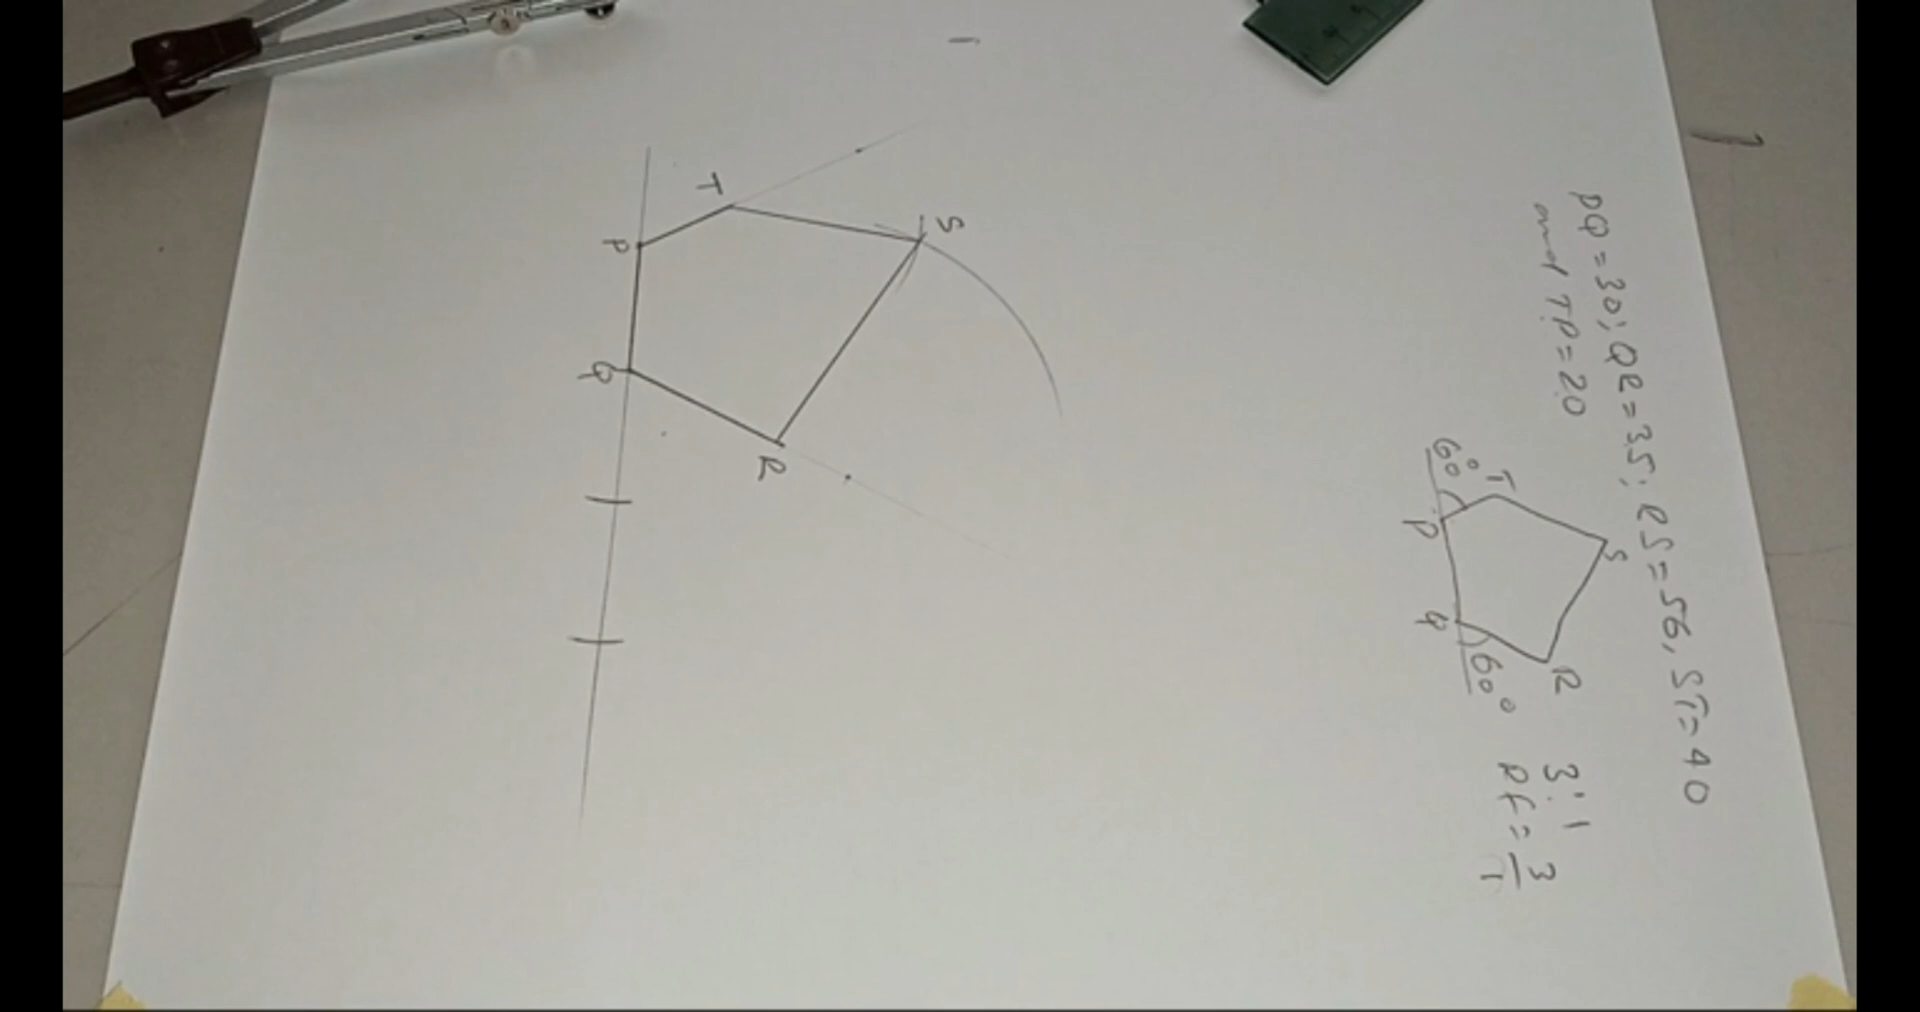 PQ = 30; QR = 35; RS = 56, ST = 40
and TP = 20
S
T
R
60°
60°
P
Q
3:1
Rf = 3/1
S
T
R
P
Q